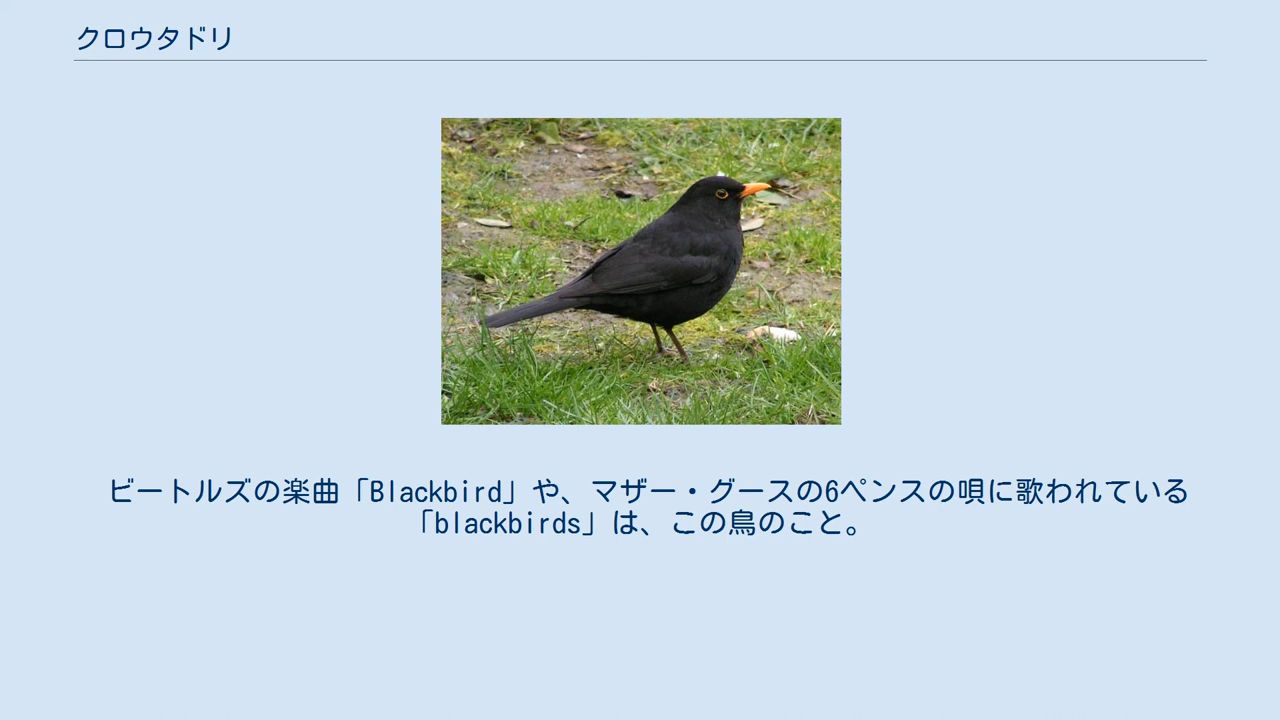 クロウタドリ
ビートルズの楽曲「Blackbird」や、マザー・グースの6ペンスの唄に歌われている
「blackbirds」は、この鳥のこと。